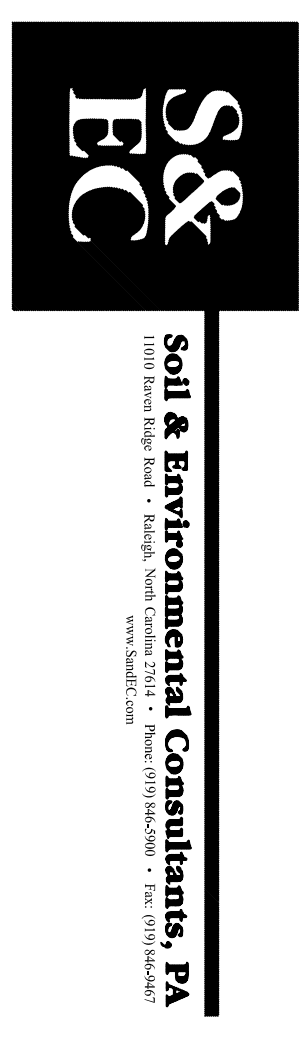 S&
EC
Soil & Environmental Consultants, PA
11010 Raven Ridge Road • Raleigh, North Carolina 27614 • Phone: (919) 846-5900 • Fax: (919) 846-9467
www.SandEC.com